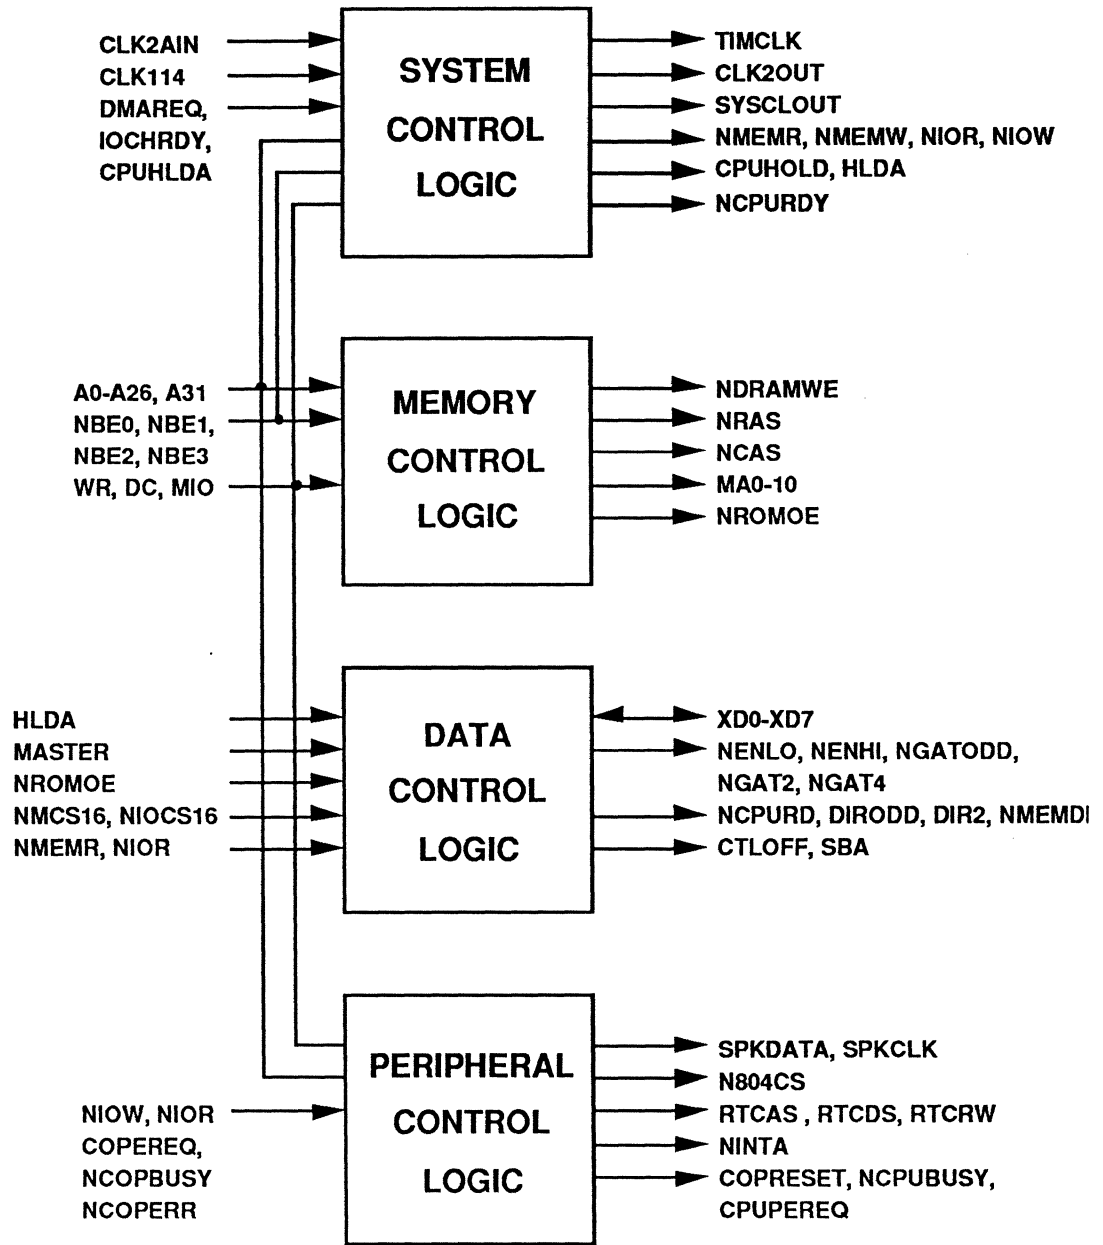 CLK2AIN
CLK114
DMAREQ,
IOCHRDY,
CPUHLDA
SYSTEM
CONTROL
LOGIC
TIMCLK
CLK2OUT
SYSCLOUT
NMEMR, NMEMW, NIOR, NIOW
CPUHOLD, HLDA
NCPURDY
A0-A26, A31
NBE0, NBE1,
NBE2, NBE3
WR, DC, MIO
MEMORY
CONTROL
LOGIC
NDRAMWE
NRAS
NCAS
MA0-10
NROMOE
HLDA
MASTER
NROMOE
NMCS16, NIOCS16
NMEMR, NIOR
DATA
CONTROL
LOGIC
XD0-XD7
NENLO, NENHI, NGATODD,
NGAT2, NGAT4
NCPURD, DIRODD, DIR2, NMEMDI
CTLOFF, SBA
NIOW, NIOR
COPEREQ,
NCOPBUSY
NCOPERR
PERIPHERAL
CONTROL
LOGIC
SPKDATA, SPKCLK
N804CS
RTCAS , RTCDS, RTCRW
NINTA
COPRESET, NCPUBUSY,
CPUPEREQ